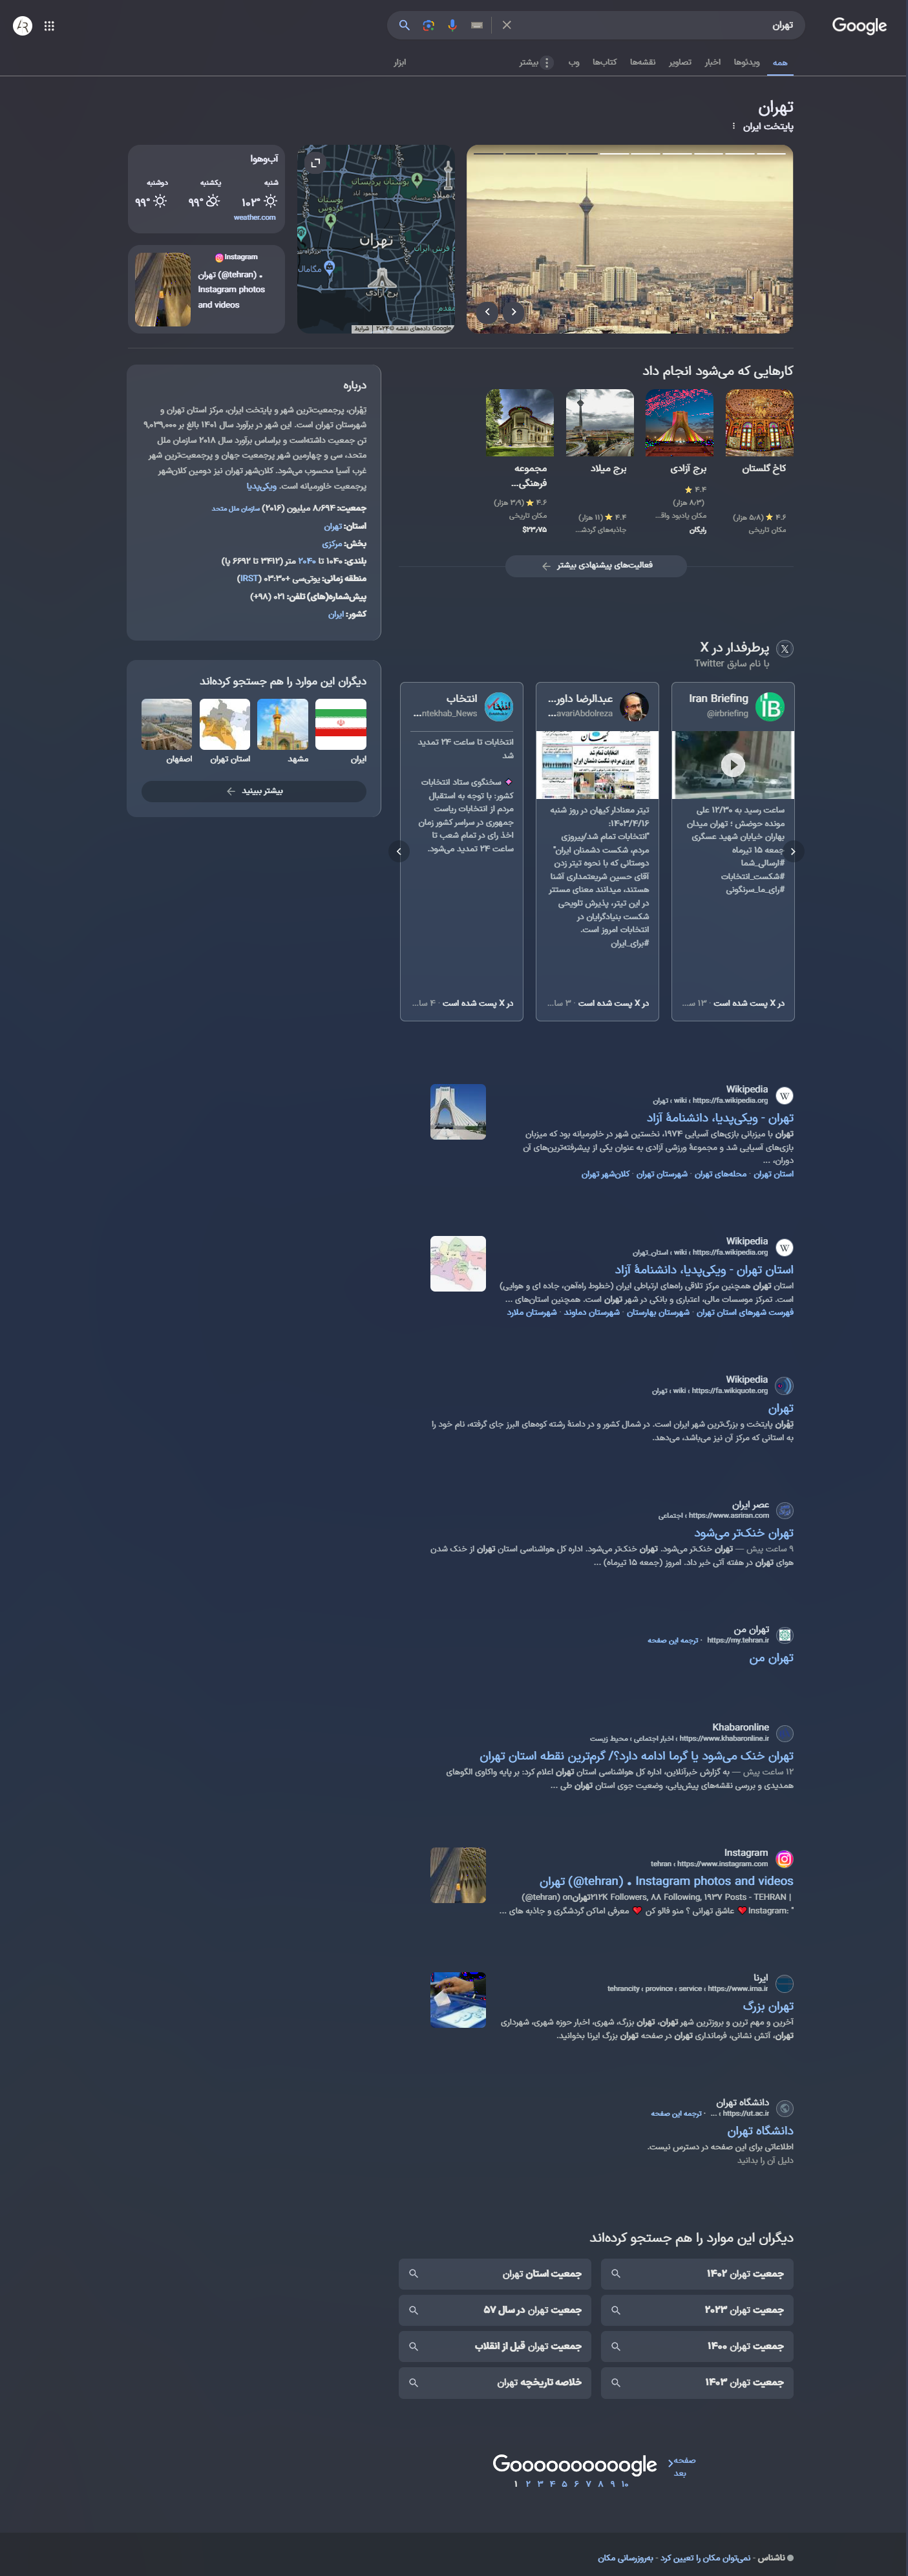 Google
تهران
همه
ویدئوها
اخبار
تصاویر
نقشه‌ها
کتاب‌ها
وب
بیشتر
ابزار
تهران
پایتخت ایران
تهران
برج آزادی
مگامال
آب‌وهوا
شنبه
یکشنبه
دوشنبه
۱۰۲°
۹۹°
۹۹°
weather.com
Instagram
تهران (@tehran) •
Instagram photos
and videos
کارهایی که می‌شود انجام داد
کاخ گلستان
۴.۶ (۵٫۸ هزار)
مکان تاریخی
برج آزادی
۴.۴
(۸٫۳ هزار)
مکان یادبود واق...
رایگان
برج میلاد
۴.۴ (۱۱ هزار)
جاذبه‌های گردشـ...
مجموعه
فرهنگی...
۴.۶ (۳٫۹ هزار)
مکان تاریخی
$۲۳٫۷۵
فعالیت‌های پیشنهادی بیشتر
درباره
تِهْران، پرجمعیت‌ترین شهر و پایتخت ایران، مرکز استان تهران و
شهرستان تهران است. این شهر در برآورد سال ۱۴۰۱ بالغ بر ۹٬۰۳۹٬۰۰۰
تن جمعیت داشته‌است و براساس برآورد سال ۲۰۱۸ سازمان ملل
متحد، سی و چهارمین شهر پرجمعیت جهان و پرجمعیت‌ترین شهر
غرب آسیا محسوب می‌شود. کلان‌شهر تهران نیز دومین کلان‌شهر
پرجمعیت خاورمیانه است. ویکی‌پدیا
جمعیت: ۸٫۶۹۴ میلیون (۲۰۱۶) سازمان ملل متحد
استان: تهران
بخش: مرکزی
بلندی: ۱۰۴۰ تا ۲۰۴۰ متر (۳۴۱۲ تا ۶۶۹۲ پا)
منطقه زمانی: یوتی‌سی +۰۳:۳۰ (IRST)
پیش‌شماره(های) تلفن: ۰۲۱ (۹۸+)
کشور: ایران
دیگران این موارد را هم جستجو کرده‌اند
ایران
مشهد
استان تهران
اصفهان
بیشتر ببینید
پرطرفدار در X
با نام سابق Twitter
Iran Briefing
@irbriefing
ساعت رسید به ۱۲/۳۰ علی
مونده حوضش ؛ تهران میدان
بهاران خیابان شهید عسگری
جمعه ۱۵ تیرماه
#ارسالی_شما
#شکست_انتخابات
#رای_ما_سرنگونی
در X پست شده است · ۱۳ سـ...
عبدالرضا داور...
...avariAbdolreza
تیتر معنادار کیهان در روز شنبه
۱۴۰۳/۴/۱۶:
"انتخابات تمام شد/پیروزی
مردم، شکست دشمنان ایران"
دوستانی که با نحوه تیتر زدن
آقای حسین شریعتمداری آشنا
هستند، میدانند معنای مستتر
در این تیتر، پذیرش تلویحی
شکست بنیادگرایان در
انتخابات امروز است.
#برای_ایران
در X پست شده است · ۳ سا...
انتخاب
...ntekhab_News
انتخابات تا ساعت ۲۴ تمدید
شد
سخنگوی ستاد انتخابات
کشور: با توجه به استقبال
مردم از انتخابات ریاست
جمهوری در سراسر کشور زمان
اخذ رای در تمام شعب تا
ساعت ۲۴ تمدید می‌شود.
در X پست شده است · ۴ سا...
Wikipedia
https://fa.wikipedia.org › wiki › تهران
تهران - ویکی‌پدیا، دانشنامهٔ آزاد
تهران با میزبانی بازی‌های آسیایی ۱۹۷۴، نخستین شهر در خاورمیانه بود که میزبان
بازی‌های آسیایی شد و مجموعهٔ ورزشی آزادی به عنوان یکی از پیشرفته‌ترین‌های آن
دوران، ...
استان تهران · محله‌های تهران · شهرستان تهران · کلان‌شهر تهران
Wikipedia
https://fa.wikipedia.org › wiki › استان_تهران
استان تهران - ویکی‌پدیا، دانشنامهٔ آزاد
استان تهران همچنین مرکز تلاقی راه‌های ارتباطی ایران (خطوط راه‌آهن، جاده ای و هوایی)
است. تمرکز موسسات مالی، اعتباری و بانکی در شهر تهران است. همچنین استان‌های ...
فهرست شهرهای استان تهران · شهرستان بهارستان · شهرستان دماوند · شهرستان ملارد
Wikipedia
https://fa.wikiquote.org › wiki › تهران
تهران
تِهْران پایتخت و بزرگ‌ترین شهر ایران است. در شمال کشور و در دامنهٔ رشته کوه‌های البرز جای گرفته، نام خود را
به استانی که مرکز آن نیز می‌باشد، می‌دهد.
عصر ایران
https://www.asriran.com › اجتماعی
تهران خنک‌تر می‌شود
۹ ساعت پیش — تهران خنک‌تر می‌شود. تهران خنک‌تر می‌شود. اداره کل هواشناسی استان تهران از خنک شدن
هوای تهران در هفته آتی خبر داد. امروز (جمعه ۱۵ تیرماه) ...
تهران من
https://my.tehran.ir · ترجمه این صفحه
تهران من
Khabaronline
https://www.khabaronline.ir › اخبار اجتماعی › محیط زیست
تهران خنک می‌شود یا گرما ادامه دارد؟/ گرم‌ترین نقطه استان تهران
۱۲ ساعت پیش — به گزارش خبرآنلاین، اداره کل هواشناسی استان تهران اعلام کرد: بر پایه واکاوی الگوهای
همدیدی و بررسی نقشه‌های پیش‌یابی، وضعیت جوی استان تهران طی ...
Instagram
https://www.instagram.com › tehran
تهران (@tehran) • Instagram photos and videos
۲۱۲K Followers, ۸۸ Following, ۱۹۳۷ Posts - TEHRAN | تهران (@tehran) on
Instagram: " ❤️ عاشق تهرانی ؟ منو فالو کن ❤️ معرفی اماکن گردشگری و جاذبه های ...
ایرنا
https://www.irna.ir › service › province › tehrancity
تهران بزرگ
آخرین و مهم ترین و بروزترین شهر تهران، تهران بزرگ، شهری، اخبار حوزه شهری، شهرداری
تهران، آتش نشانی، فرمانداری تهران در صفحه تهران بزرگ ایرنا بخوانید.
دانشگاه تهران
https://ut.ac.ir › ... · ترجمه این صفحه
دانشگاه تهران
اطلاعاتی برای این صفحه در دسترس نیست.
دلیل آن را بدانید
دیگران این موارد را هم جستجو کرده‌اند
جمعیت تهران ۱۴۰۲
جمعیت استان تهران
جمعیت تهران ۲۰۲۳
جمعیت تهران در سال ۵۷
جمعیت تهران ۱۴۰۰
جمعیت تهران قبل از انقلاب
جمعیت تهران ۱۴۰۳
خلاصه تاریخچه تهران
Goooooooooogle
۱ ۲ ۳ ۴ ۵ ۶ ۷ ۸ ۹ ۱۰
صفحه
بعد
ناشناس - نمی‌توان مکان را تعیین کرد - به‌روزرسانی مکان